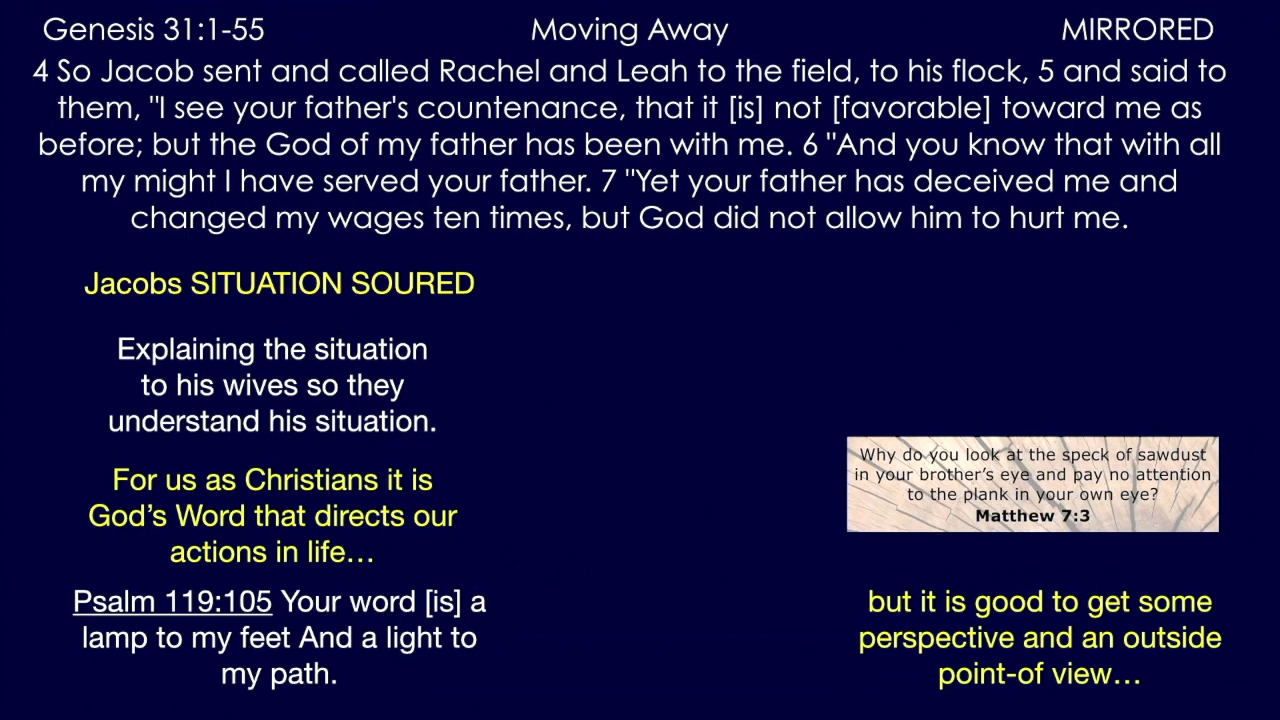 Genesis 31:1-55 Moving Away MIRRORED
4 So Jacob sent and called Rachel and Leah to the field, to his flock, 5 and said to
them, "I see your father's countenance, that it [is] not [favorable] toward me as
before; but the God of my father has been with me. 6 "And you know that with all
my might I have served your father. 7 "Yet your father has deceived me and
changed my wages ten times, but God did not allow him to hurt me.
Jacobs SITUATION SOURED
Explaining the situation
to his wives so they
understand his situation.
For us as Christians it is
God's Word that directs our
actions in life...
Psalm 119:105 Your word [is] a
lamp to my feet And a light to
my path.
Why do you look at the speck of sawdust
in your brother's eye and pay no attention
to the plank in your own eye?
Matthew 7:3
but it is good to get some
perspective and an outside
point-of view...